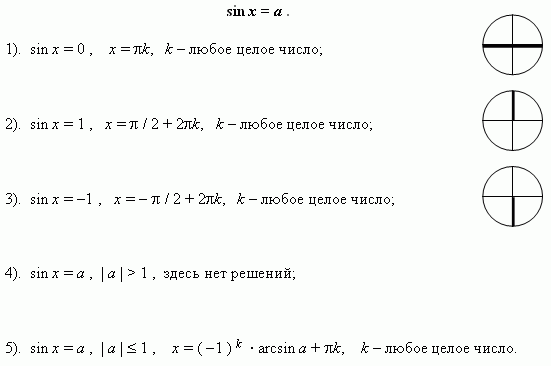 sin x = a .
1). sin x = 0 , x = πk, k – любое целое число;
2). sin x = 1 , x = π / 2 + 2πk, k – любое целое число;
3). sin x = –1 , x = – π / 2 + 2πk, k – любое целое число;
4). sin x = a , | a | > 1 , здесь нет решений;
5). sin x = a , | a | ≤ 1 , x = ( –1 ) ᵏ · arcsin a + πk, k – любое целое число.